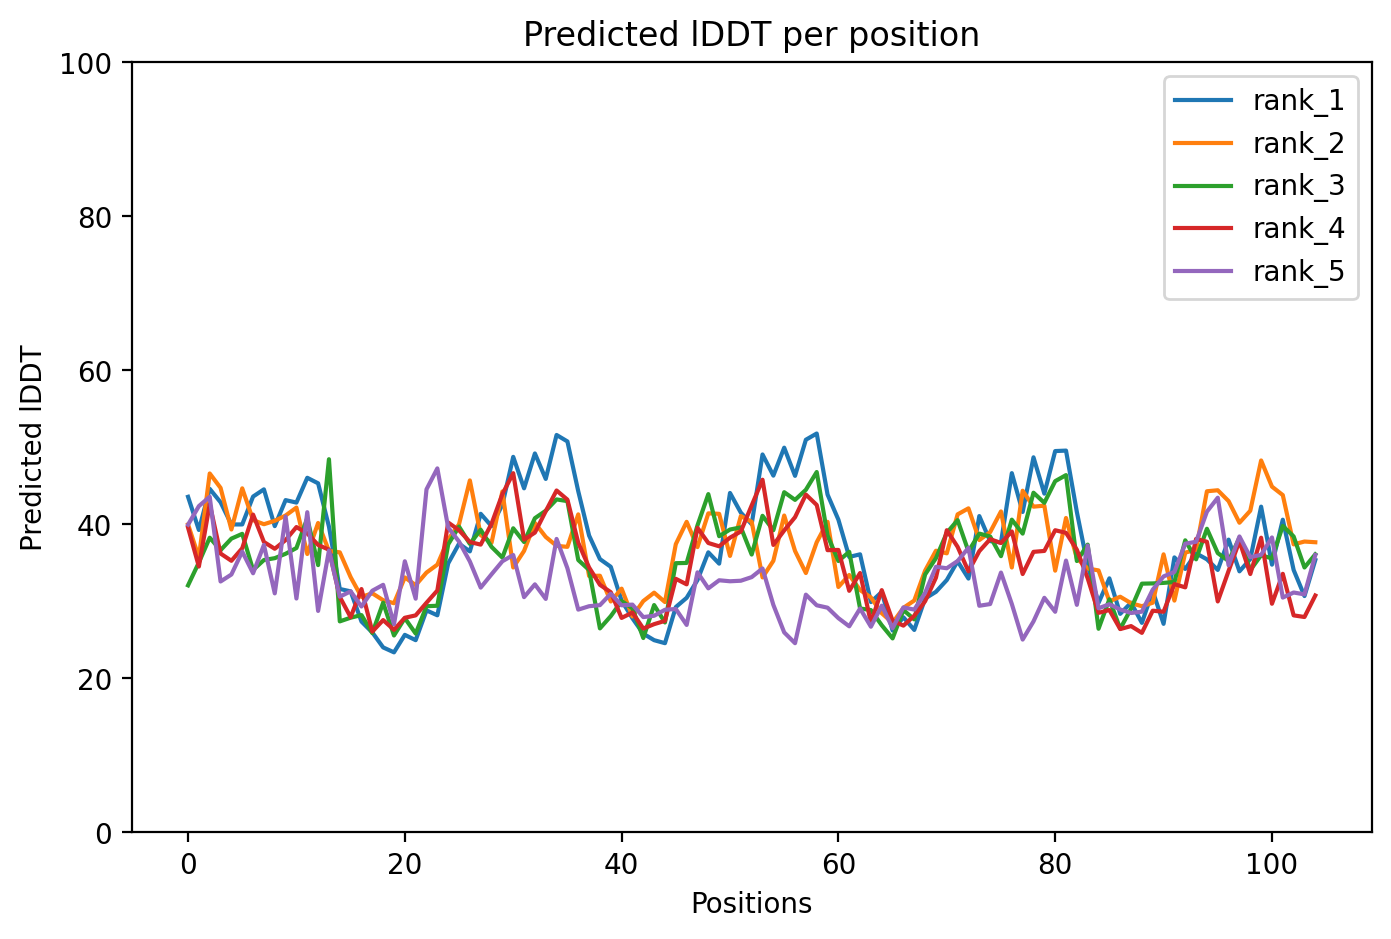 Predicted lDDT per position
100
80
60
40
20
0
Predicted lDDT
0 20 40 60 80 100
Positions
rank_1
rank_2
rank_3
rank_4
rank_5